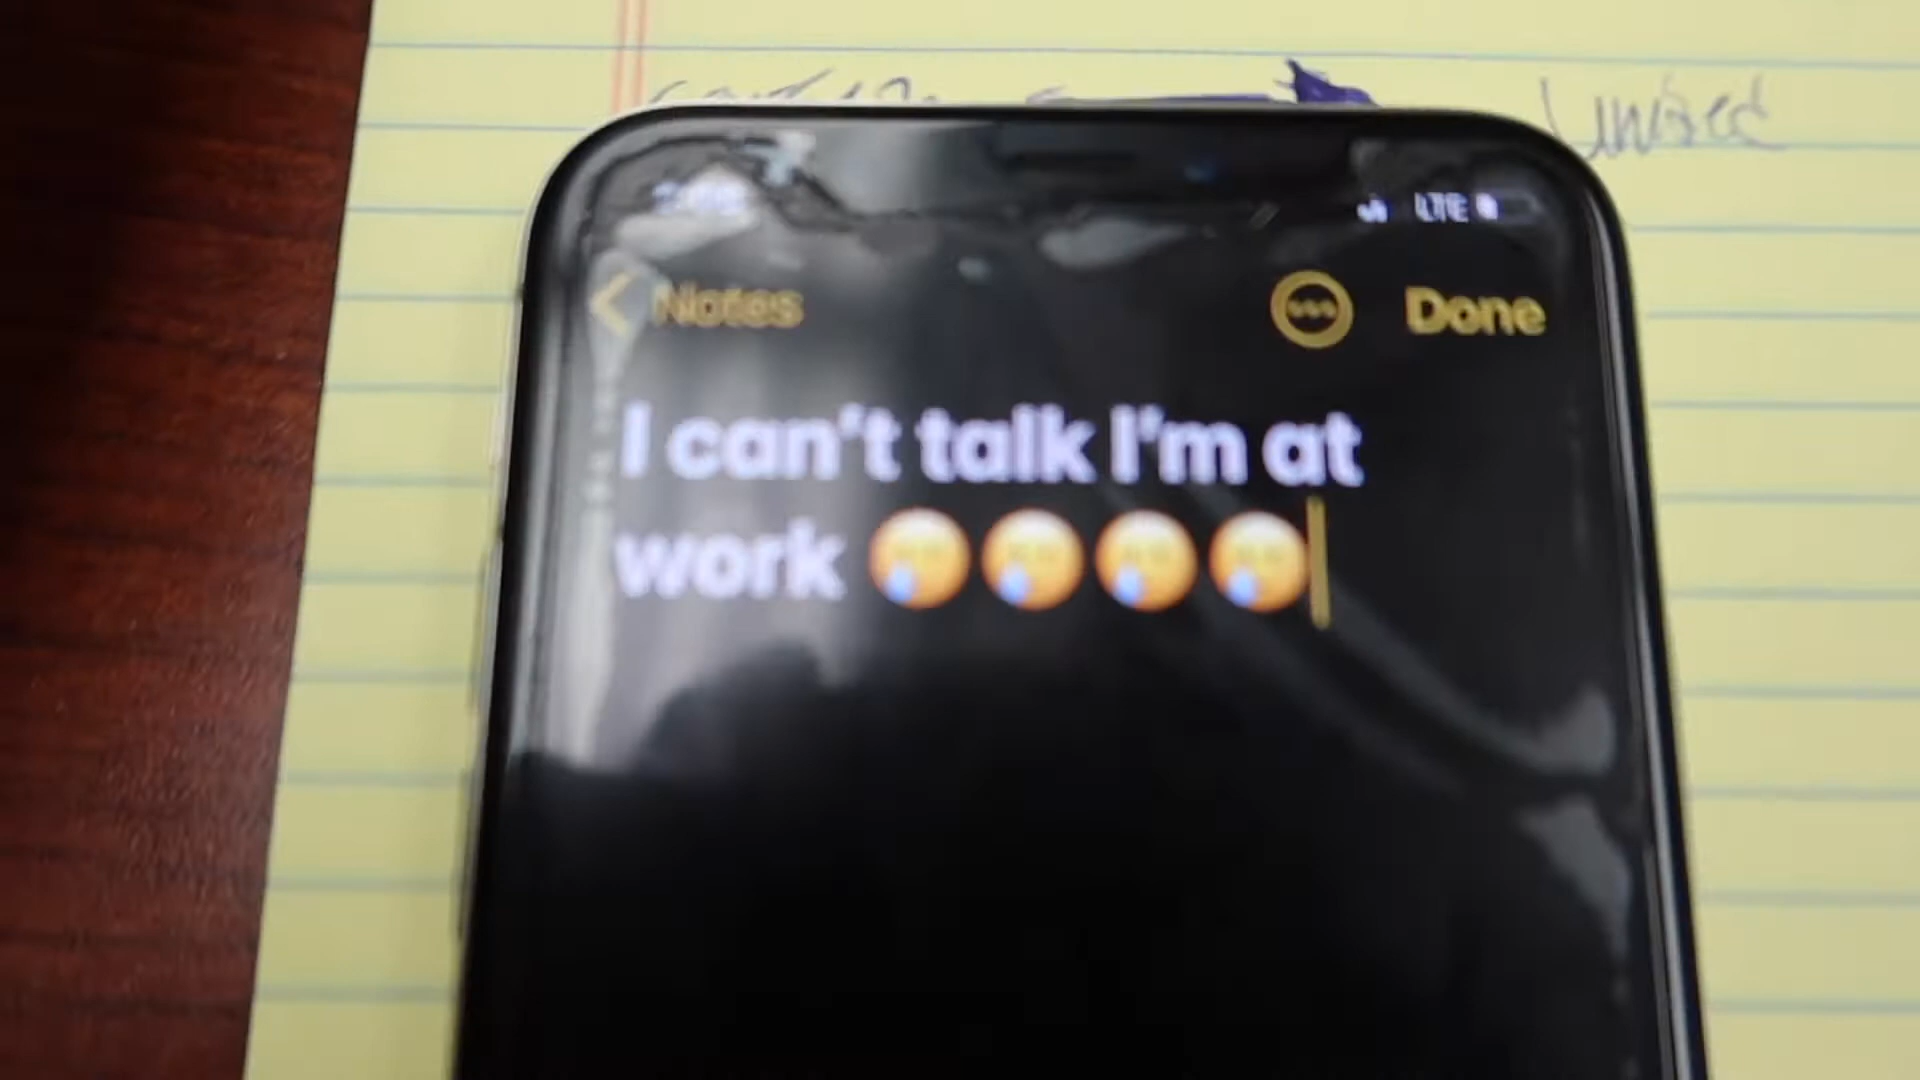 LTE
Notes
Done
I can't talk I'm at
work 😢😢😢😢